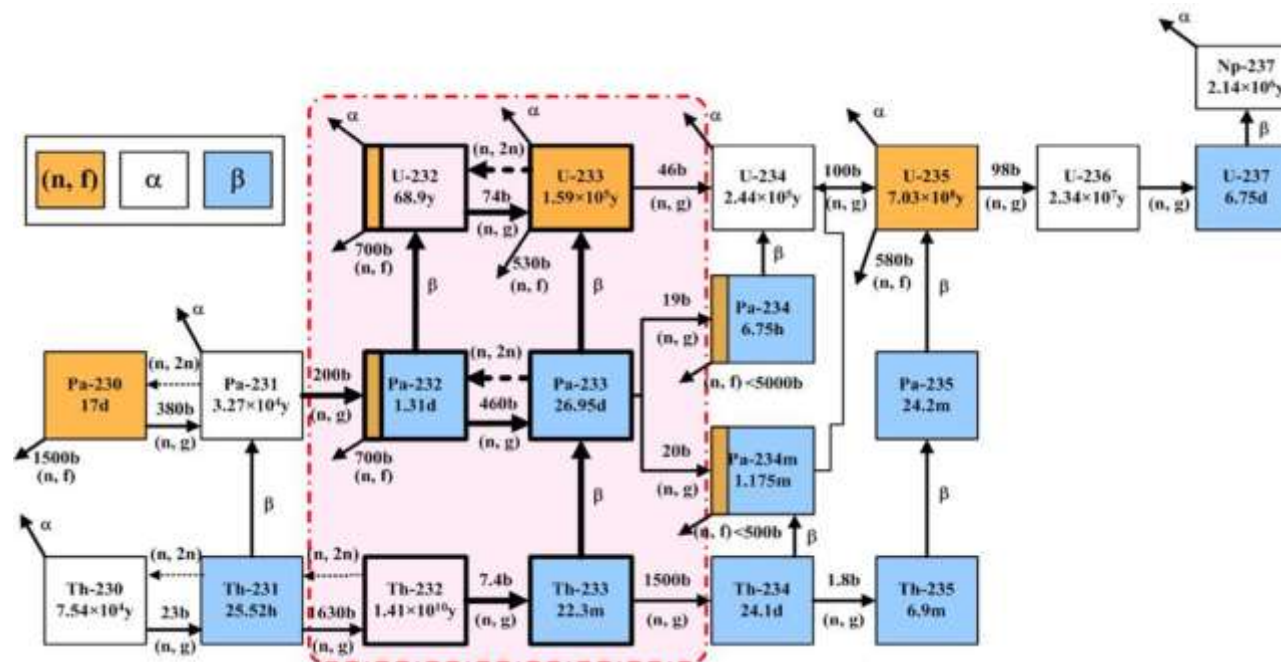 α
Np-237
2.14×10⁶y
β
(n, f)
α
β
α
U-232
68.9y
(n, 2n)
74b
(n, g)
α
U-233
1.59×10⁵y
46b
(n, g)
α
U-234
2.44×10⁵y
100b
(n, g)
α
U-235
7.03×10⁸y
98b
(n, g)
U-236
2.34×10⁷y
(n, g)
U-237
6.75d
700b
(n, f)
β
530b
(n, f)
β
β
580b
(n, f)
β
19b
(n, g)
Pa-234
6.75h
(n, f) <5000b
Pa-230
17d
(n, 2n)
380b
(n, g)
1500b
(n, f)
α
Pa-231
3.27×10⁴y
200b
(n, g)
Pa-232
1.31d
700b
(n, f)
(n, 2n)
460b
(n, g)
Pa-233
26.95d
Pa-235
24.2m
20b
(n, g)
Pa-234m
1.175m
(n, f) <500b
β
β
β
β
α
Th-230
7.54×10⁴y
(n, 2n)
23b
(n, g)
Th-231
25.52h
(n, 2n)
1630b
(n, g)
Th-232
1.41×10¹⁰y
7.4b
(n, g)
Th-233
22.3m
1500b
(n, g)
Th-234
24.1d
1.8b
(n, g)
Th-235
6.9m